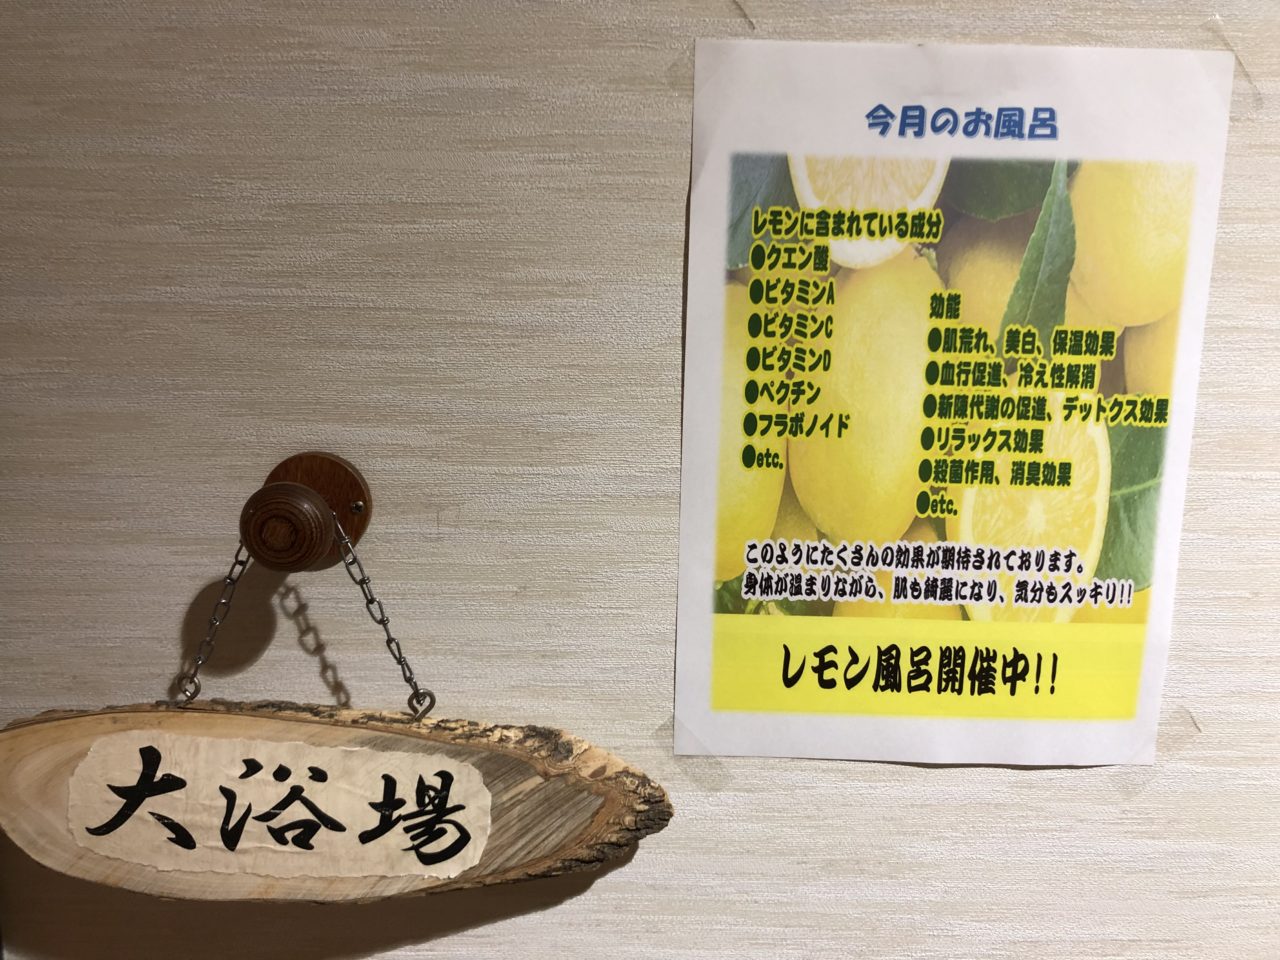 今月のお風呂
レモンに含まれている成分
●クエン酸
●ビタミンA
●ビタミンC
●ビタミンD
●ペクチン
●フラボノイド
●etc.
効能
●肌荒れ、美白、保温効果
●血行促進、冷え性解消
●新陳代謝の促進、デットクス効果
●リラックス効果
●殺菌作用、消臭効果
●etc.
このようにたくさんの効果が期待されております。
身体が温まりながら、肌も綺麗になり、気分もスッキリ!!
レモン風呂開催中!!
大浴場